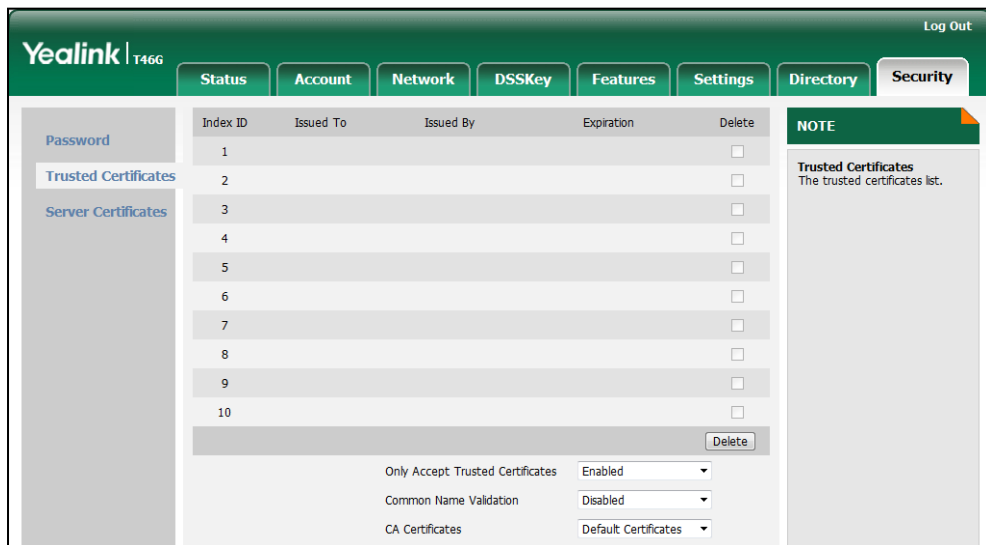 Log Out
Yealink T46G
Status Account Network DSSKey Features Settings Directory Security
Password
Trusted Certificates
Server Certificates
Index ID Issued To Issued By Expiration Delete
1
2
3
4
5
6
7
8
9
10
Delete
Only Accept Trusted Certificates Enabled
Common Name Validation Disabled
CA Certificates Default Certificates
NOTE
Trusted Certificates
The trusted certificates list.